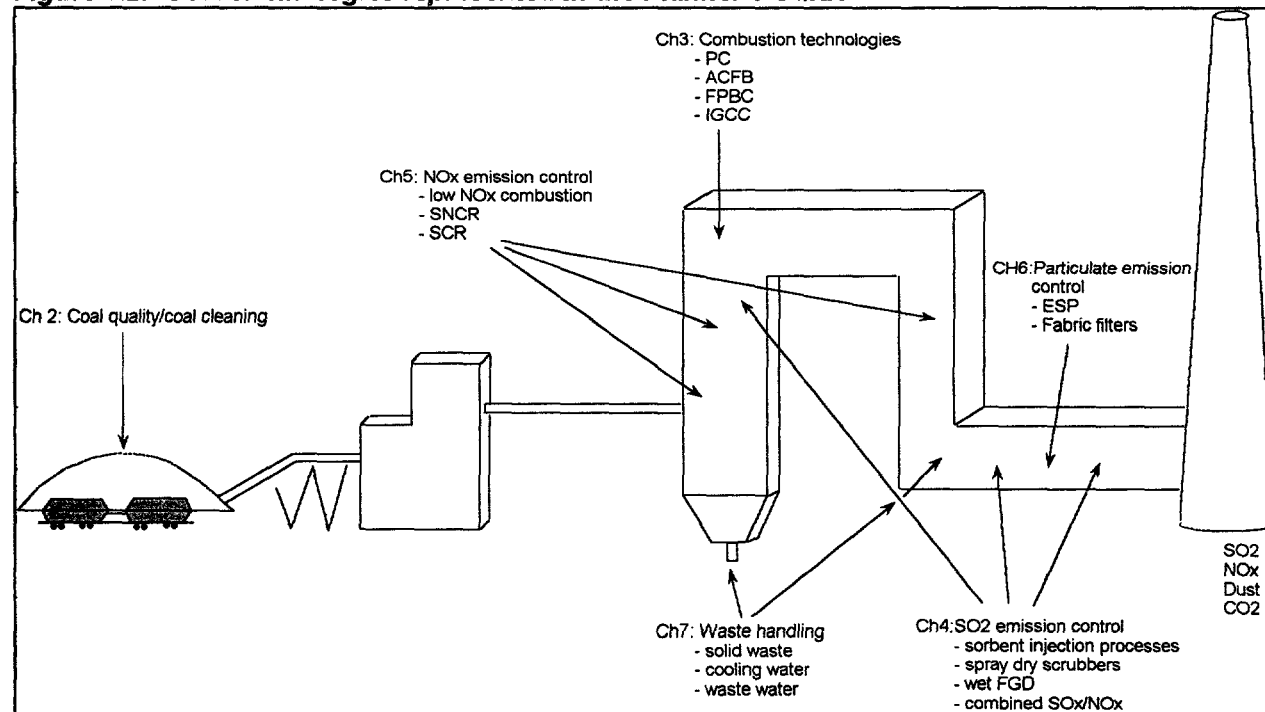 Ch3: Combustion technologies
- PC
- ACFB
- FPBC
- IGCC
Ch5: NOx emission control
- low NOx combustion
- SNCR
- SCR
CH6:Particulate emission
control
- ESP
- Fabric filters
Ch 2: Coal quality/coal cleaning
SO2
NOx
Dust
CO2
Ch7: Waste handling
- solid waste
- cooling water
- waste water
Ch4:SO2 emission control
- sorbent injection processes
- spray dry scrubbers
- wet FGD
- combined SOx/NOx